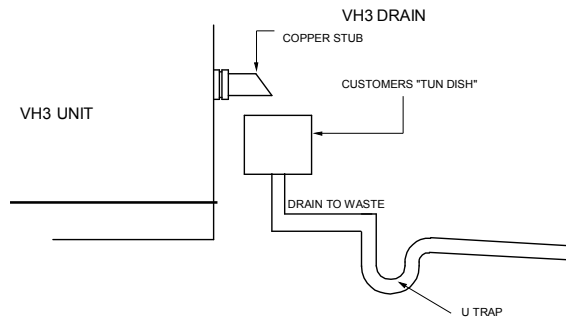 VH3 DRAIN
COPPER STUB
CUSTOMERS "TUN DISH"
VH3 UNIT
DRAIN TO WASTE
U TRAP